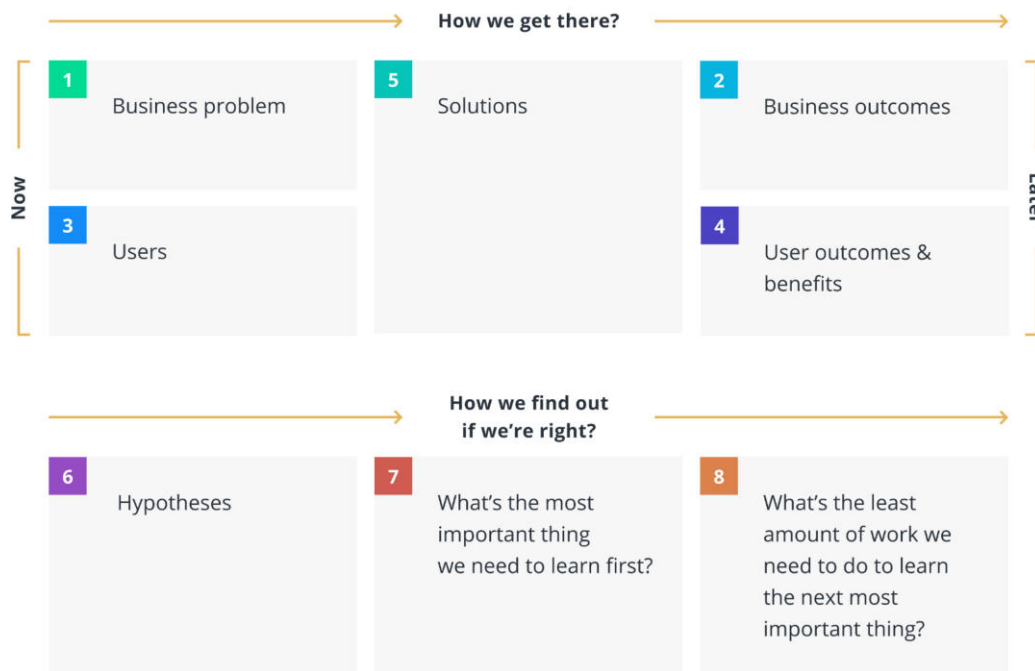 How we get there?
1
Business problem
5
Solutions
2
Business outcomes
Now
Later
3
Users
4
User outcomes &
benefits
How we find out
if we're right?
6
Hypotheses
7
What's the most
important thing
we need to learn first?
8
What's the least
amount of work we
need to do to learn
the next most
important thing?